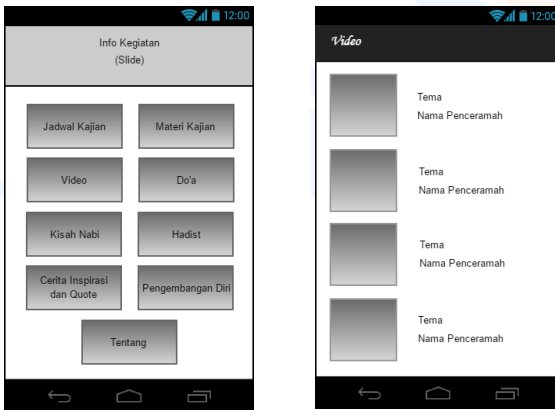 12:00
Info Kegiatan
(Slide)
Jadwal Kajian
Materi Kajian
Video
Do'a
Kisah Nabi
Hadist
Cerita Inspirasi
dan Quote
Pengembangan Diri
Tentang
12:00
Video
Tema
Nama Penceramah
Tema
Nama Penceramah
Tema
Nama Penceramah
Tema
Nama Penceramah